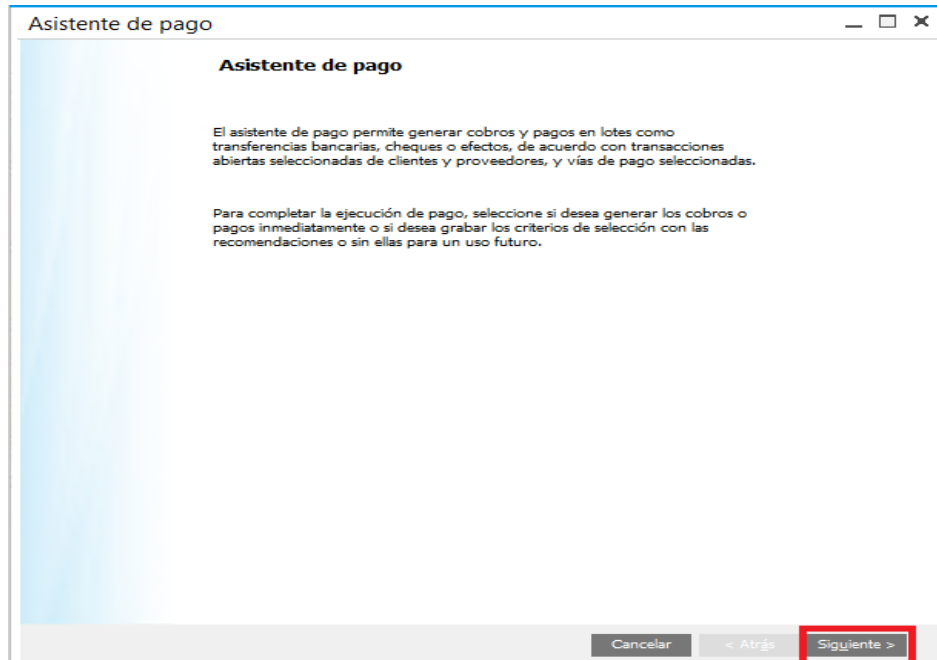 Asistente de pago
Asistente de pago
El asistente de pago permite generar cobros y pagos en lotes como
transferencias bancarias, cheques o efectos, de acuerdo con transacciones
abiertas seleccionadas de clientes y proveedores, y vías de pago seleccionadas.
Para completar la ejecución de pago, seleccione si desea generar los cobros o
pagos inmediatamente o si desea grabar los criterios de selección con las
recomendaciones o sin ellas para un uso futuro.
Cancelar < Atrás Siguiente >